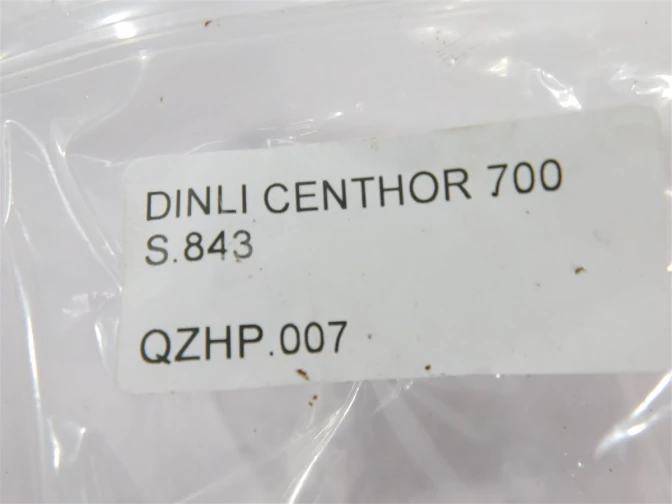 DINLI CENTHOR 700
S.843
QZHP.007